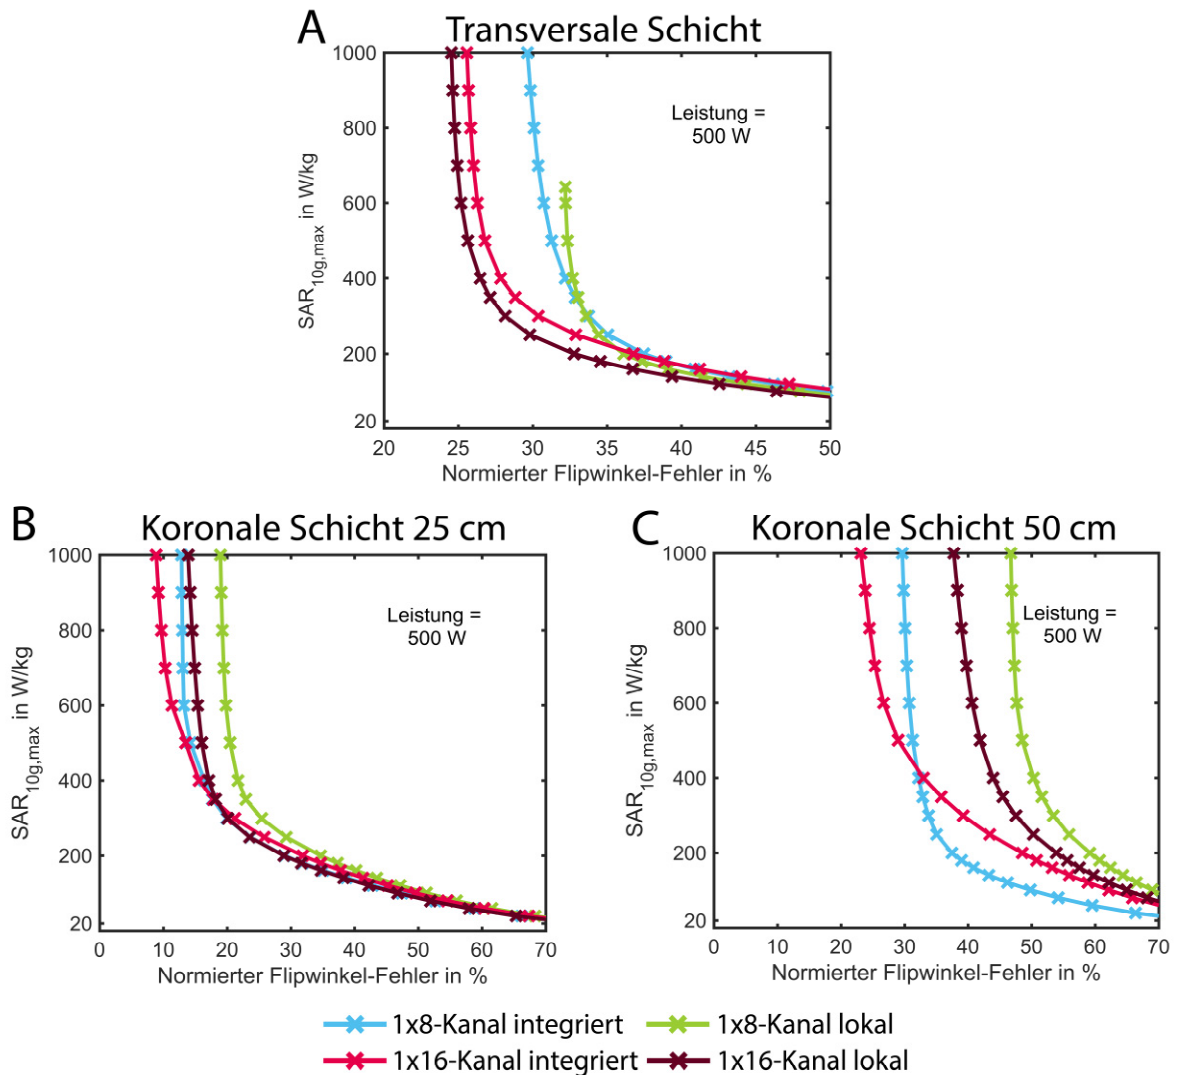 A
Transversale Schicht
1000
800
600
400
200
20
SAR10g,max in W/kg
Leistung =
500 W
20 25 30 35 40 45 50
Normierter Flipwinkel-Fehler in %
B
Koronale Schicht 25 cm
1000
800
600
400
200
20
SAR10g,max in W/kg
Leistung =
500 W
0 10 20 30 40 50 60 70
Normierter Flipwinkel-Fehler in %
C
Koronale Schicht 50 cm
1000
800
600
400
200
20
SAR10g,max in W/kg
Leistung =
500 W
0 10 20 30 40 50 60 70
Normierter Flipwinkel-Fehler in %
1x8-Kanal integriert
1x8-Kanal lokal
1x16-Kanal integriert
1x16-Kanal lokal